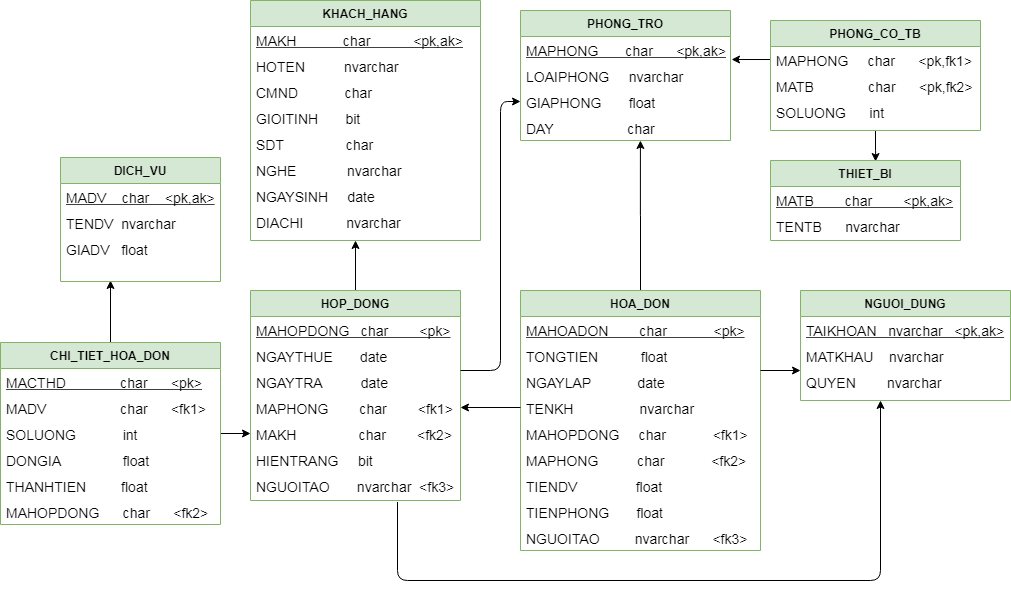 KHACH_HANG
MAKH char <pk,ak>
HOTEN nvarchar
CMND char
GIOITINH bit
SDT char
NGHE nvarchar
NGAYSINH date
DIACHI nvarchar
PHONG_TRO
MAPHONG char <pk,ak>
LOAIPHONG nvarchar
GIAPHONG float
DAY char
PHONG_CO_TB
MAPHONG char <pk,fk1>
MATB char <pk,fk2>
SOLUONG int
THIET_BI
MATB char <pk,ak>
TENTB nvarchar
DICH_VU
MADV char <pk,ak>
TENDV nvarchar
GIADV float
CHI_TIET_HOA_DON
MACTHD char <pk>
MADV char <fk1>
SOLUONG int
DONGIA float
THANHTIEN float
MAHOPDONG char <fk2>
HOP_DONG
MAHOPDONG char <pk>
NGAYTHUE date
NGAYTRA date
MAPHONG char <fk1>
MAKH char <fk2>
HIENTRANG bit
NGUOITAO nvarchar <fk3>
HOA_DON
MAHOADON char <pk>
TONGTIEN float
NGAYLAP date
TENKH nvarchar
MAHOPDONG char <fk1>
MAPHONG char <fk2>
TIENDV float
TIENPHONG float
NGUOITAO nvarchar <fk3>
NGUOI_DUNG
TAIKHOAN nvarchar <pk,ak>
MATKHAU nvarchar
QUYEN nvarchar